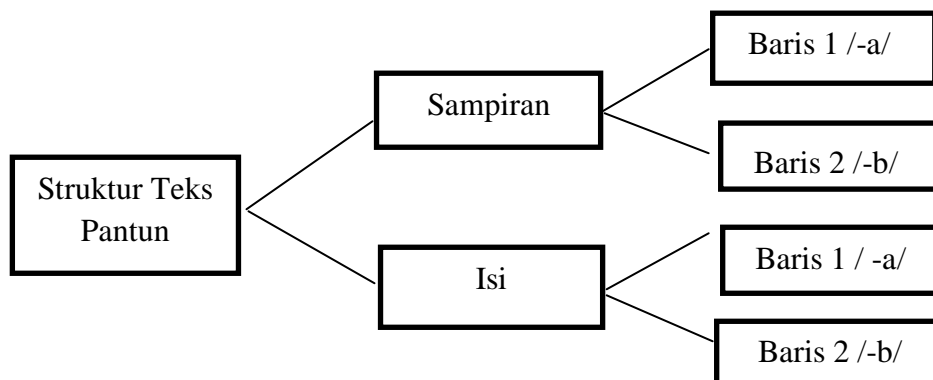 Struktur Teks
Pantun
Sampiran
Baris 1 /-a/
Baris 2 /-b/
Isi
Baris 1 / -a/
Baris 2 /-b/